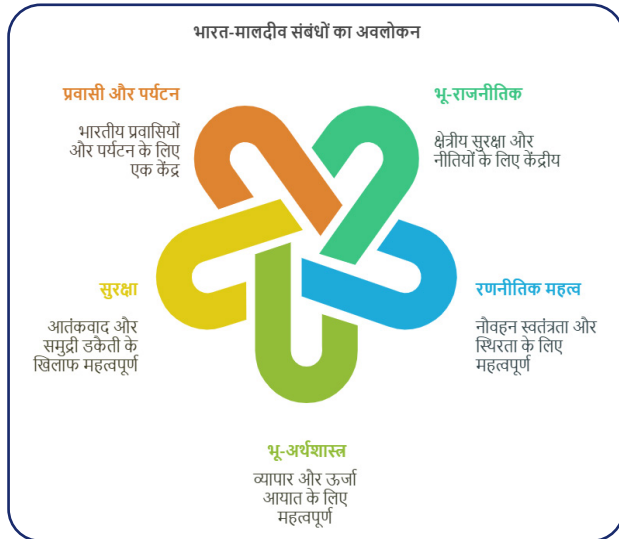 भारत-मालदीव संबंधों का अवलोकन
प्रवासी और पर्यटन
भारतीय प्रवासियों
और पर्यटन के लिए
एक केंद्र
भू-राजनीतिक
क्षेत्रीय सुरक्षा और
नीतियों के लिए केंद्रीय
सुरक्षा
आतंकवाद और
समुद्री डकैती के
खिलाफ महत्वपूर्ण
रणनीतिक महत्व
नौवहन स्वतंत्रता और
स्थिरता के लिए
महत्वपूर्ण
भू-अर्थशास्त्र
व्यापार और ऊर्जा
आयात के लिए
महत्वपूर्ण